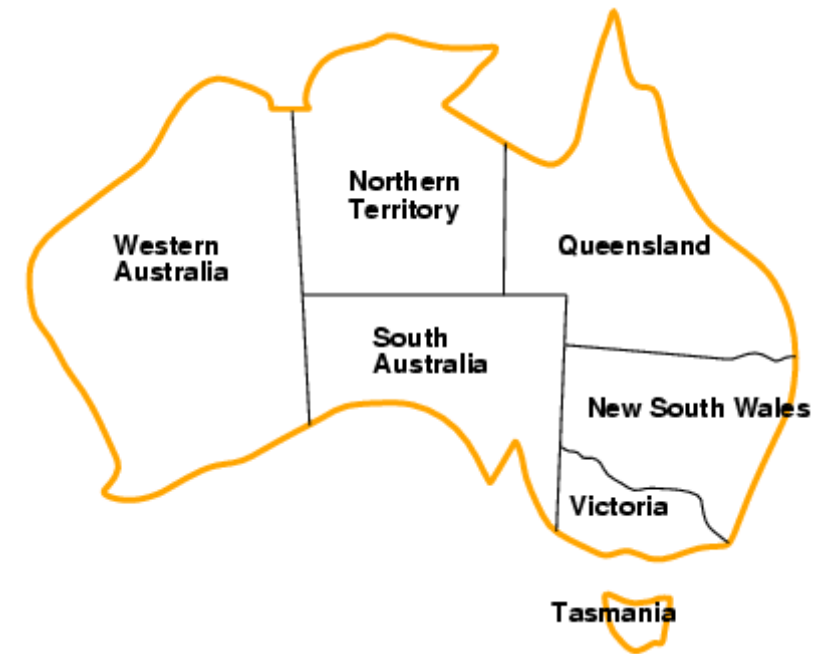 Northern
Territory
Western
Australia
Queensland
South
Australia
New South Wales
Victoria
Tasmania